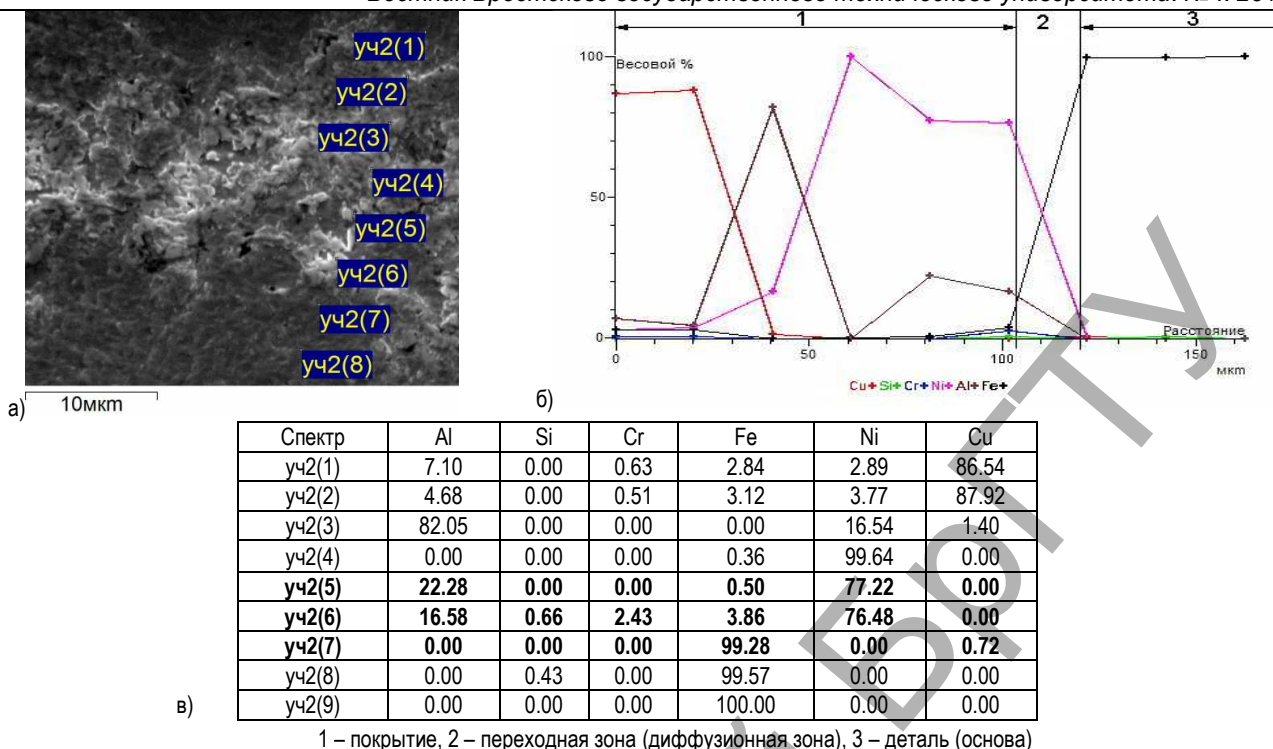 уч2(1)
уч2(2)
уч2(3)
уч2(4)
уч2(5)
уч2(6)
уч2(7)
уч2(8)
10мкm
а)
1
2
3
Весовой %
100
50
0
0
50
100
150
Расстояние
мкm
Cu Si Cr Ni Al Fe
б)
Спектр Al Si Cr Fe Ni Cu
уч2(1) 7.10 0.00 0.63 2.84 2.89 86.54
уч2(2) 4.68 0.00 0.51 3.12 3.77 87.92
уч2(3) 82.05 0.00 0.00 0.00 16.54 1.40
уч2(4) 0.00 0.00 0.00 0.36 99.64 0.00
уч2(5) 22.28 0.00 0.00 0.50 77.22 0.00
уч2(6) 16.58 0.66 2.43 3.86 76.48 0.00
уч2(7) 0.00 0.00 0.00 99.28 0.00 0.72
уч2(8) 0.00 0.43 0.00 99.57 0.00 0.00
уч2(9) 0.00 0.00 0.00 100.00 0.00 0.00
в)
1 – покрытие, 2 – переходная зона (диффузионная зона), 3 – деталь (основа)
БрГТУ